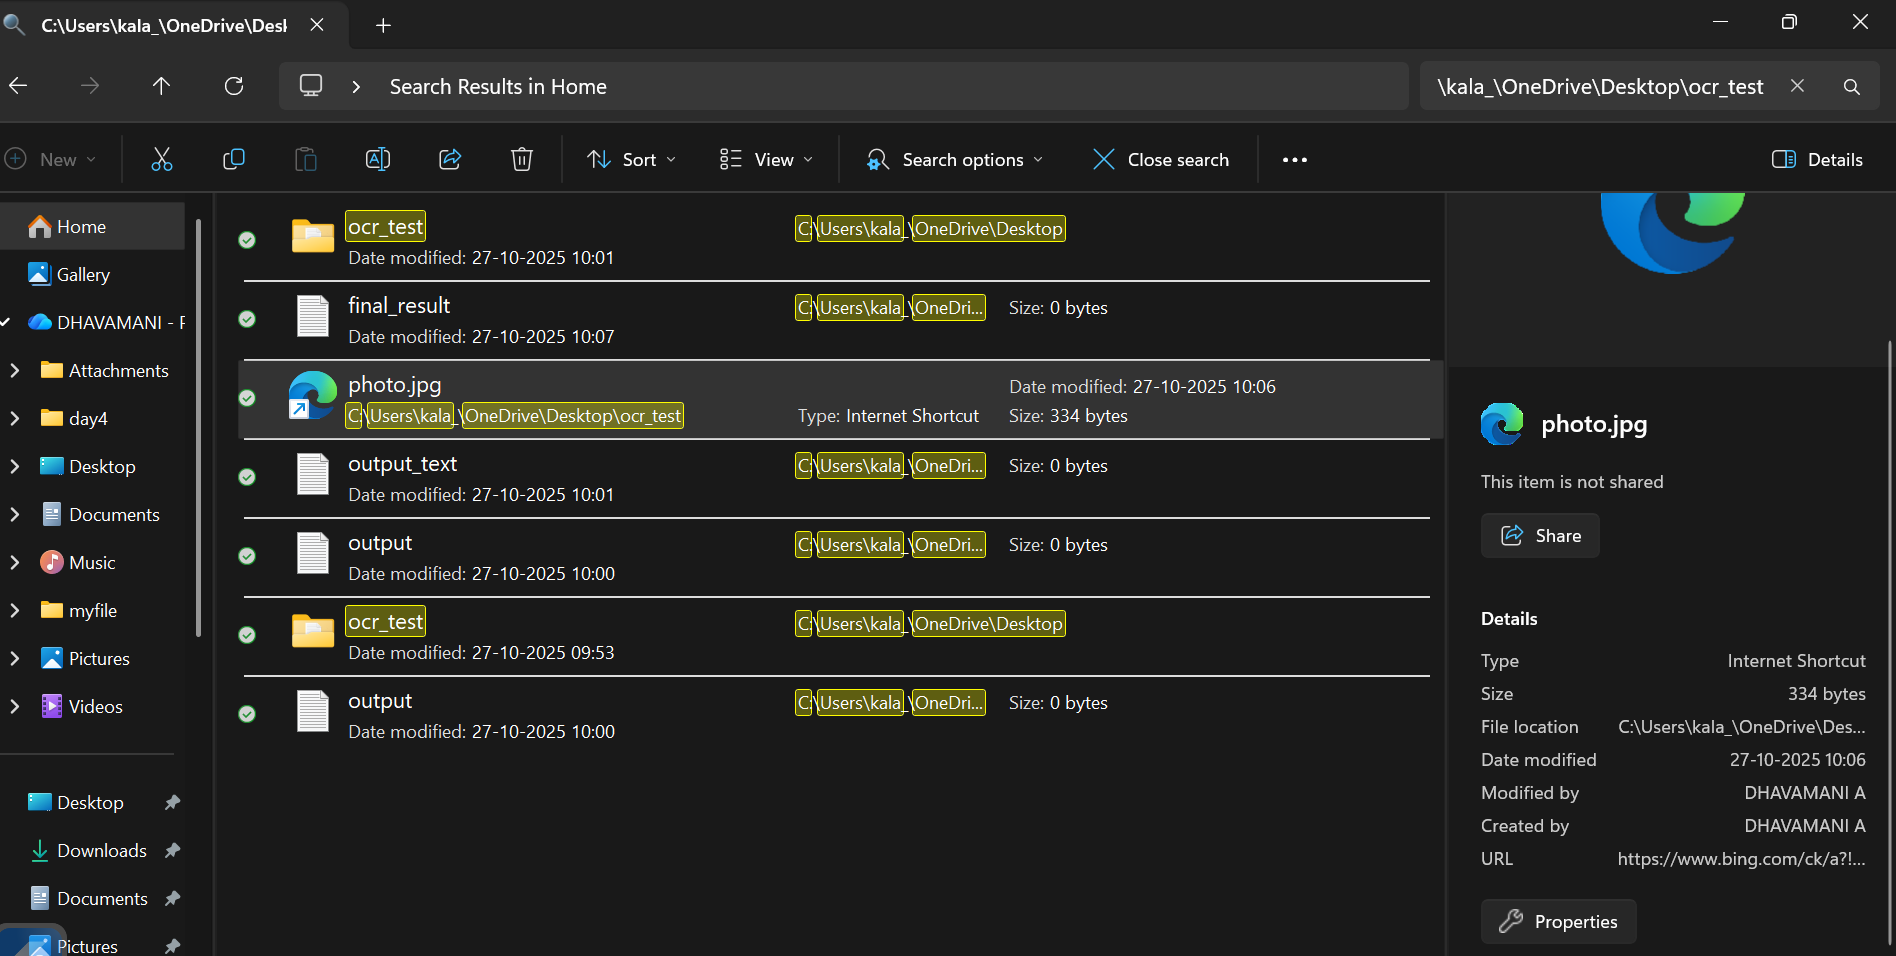 C:\Users\kala_\OneDrive\Desk
Search Results in Home
\kala_\OneDrive\Desktop\ocr_test
New
Sort
View
Search options
Close search
Details
Home
Gallery
DHAVAMANI - P
Attachments
day4
Desktop
Documents
Music
myfile
Pictures
Videos
Desktop
Downloads
Documents
Pictures
ocr_test
C:\Users\kala_\OneDrive\Desktop
Date modified: 27-10-2025 10:01
final_result
C:\Users\kala_\OneDri... Size: 0 bytes
Date modified: 27-10-2025 10:07
photo.jpg
Date modified: 27-10-2025 10:06
C:\Users\kala_\OneDrive\Desktop\ocr_test Type: Internet Shortcut Size: 334 bytes
output_text
C:\Users\kala_\OneDri... Size: 0 bytes
Date modified: 27-10-2025 10:01
output
C:\Users\kala_\OneDri... Size: 0 bytes
Date modified: 27-10-2025 10:00
ocr_test
C:\Users\kala_\OneDrive\Desktop
Date modified: 27-10-2025 09:53
output
C:\Users\kala_\OneDri... Size: 0 bytes
Date modified: 27-10-2025 10:00
photo.jpg
This item is not shared
Share
Details
Type Internet Shortcut
Size 334 bytes
File location C:\Users\kala_\OneDrive\Des...
Date modified 27-10-2025 10:06
Modified by DHAVAMANI A
Created by DHAVAMANI A
URL https://www.bing.com/ck/a?!...
Properties